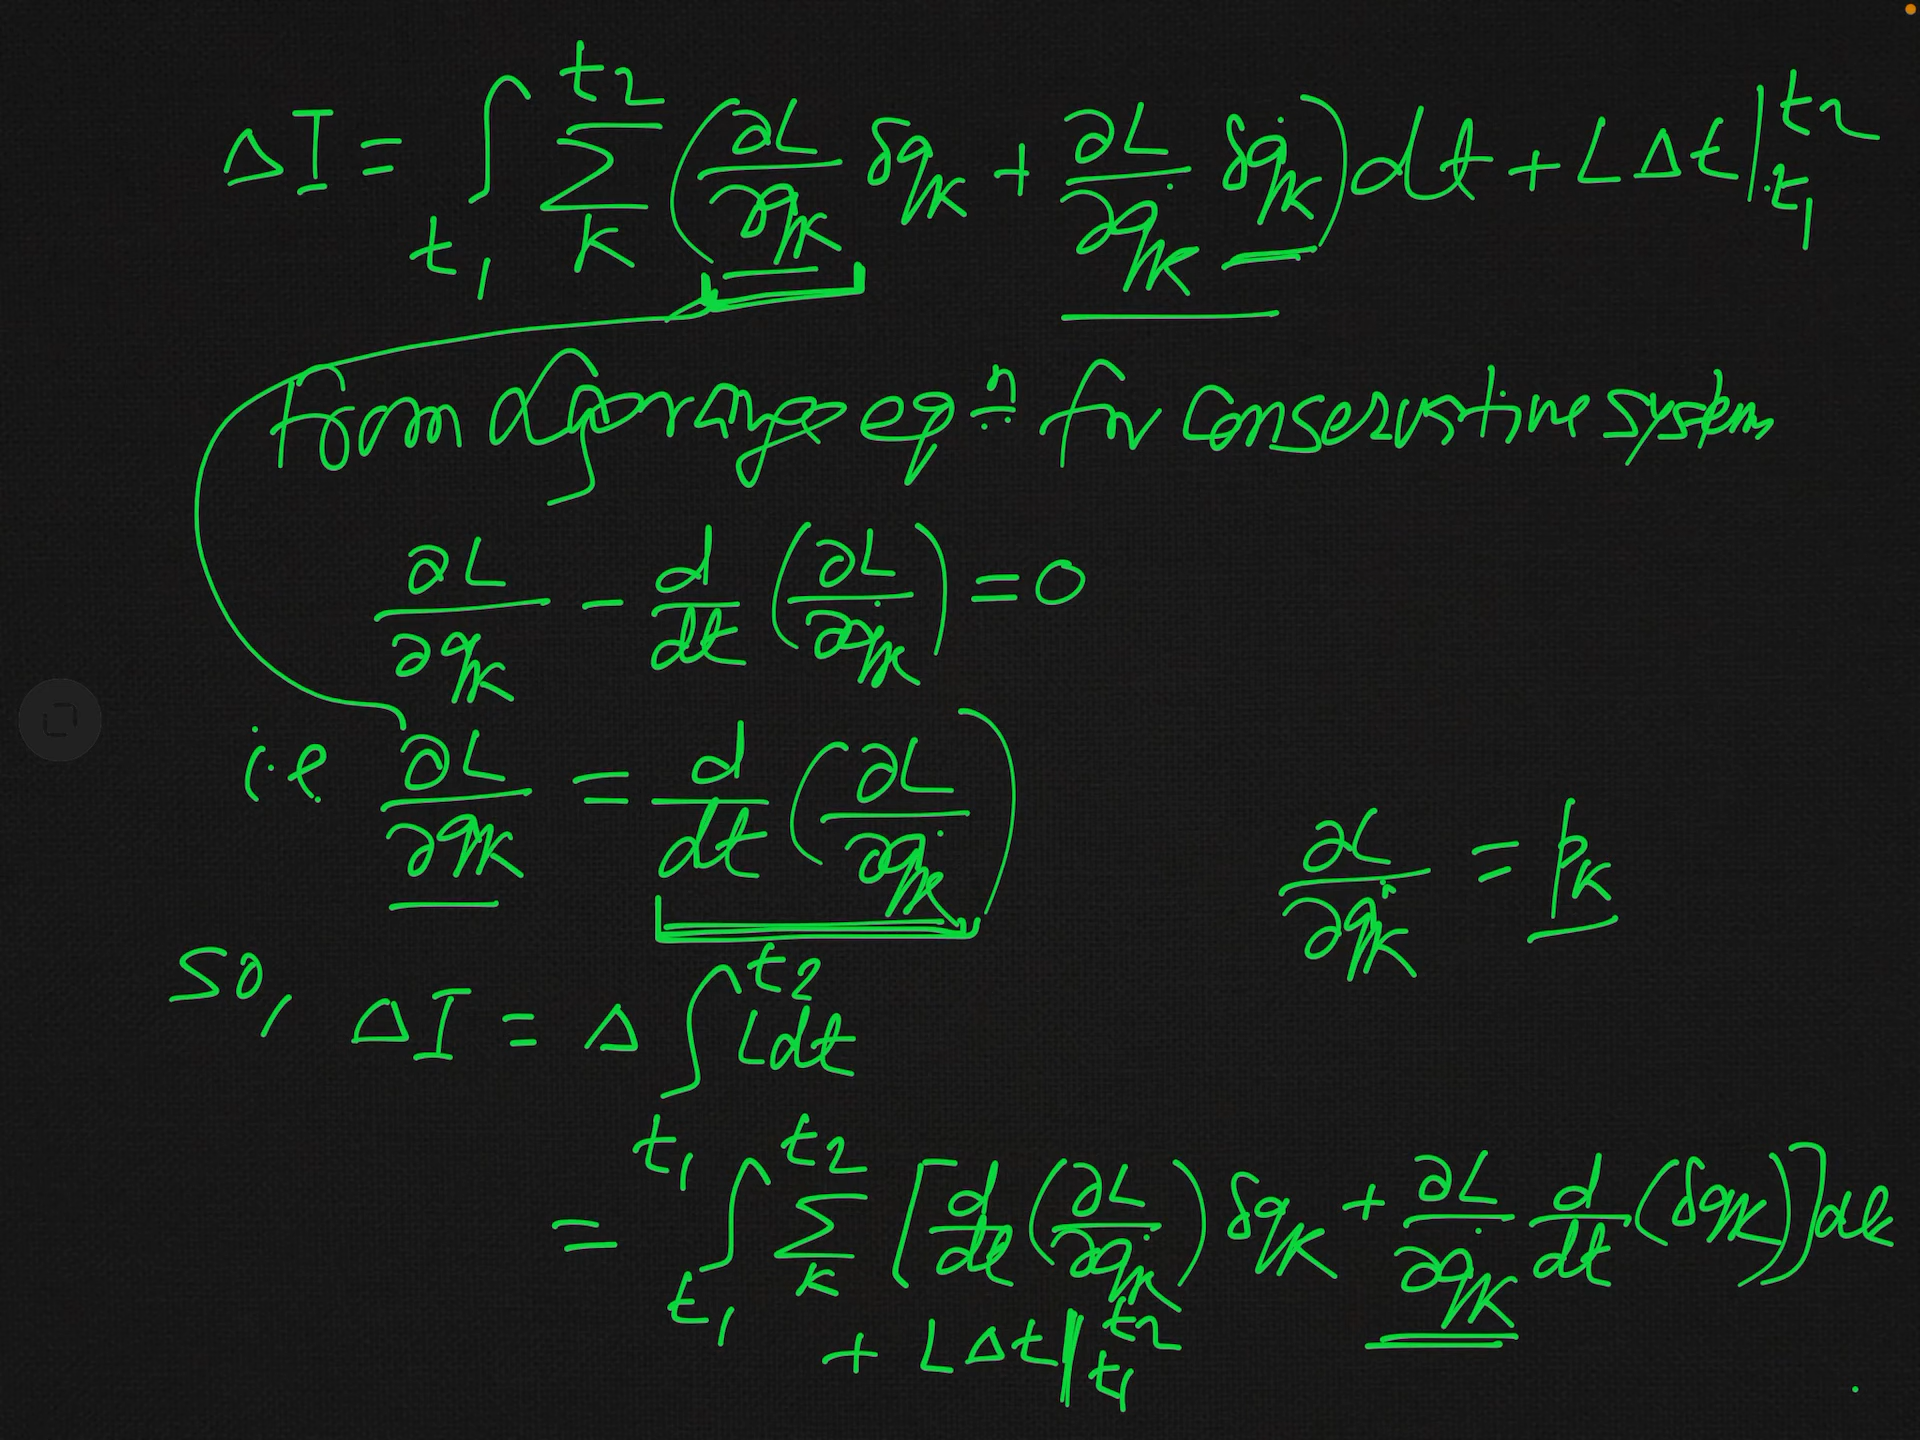 ΔI = ∫_{t₁}^{t₂} Σ_k (∂L/∂q_k δq_k + ∂L/∂q̇_k δq̇_k) dt + LΔt|_{t₁}^{t₂}
From Lagorange eqⁿ for conservative system
∂L/∂q_k - d/dt (∂L/∂q̇_k) = 0
i.e ∂L/∂q_k = d/dt (∂L/∂q̇_k)
∂L/∂q̇_k = p_k
So, ΔI = Δ ∫_{t₁}^{t₂} L dt
= ∫_{t₁}^{t₂} Σ_k [d/dt (∂L/∂q̇_k) δq_k + ∂L/∂q̇_k d/dt (δq_k)] dt
+ LΔt|_{t₁}^{t₂}